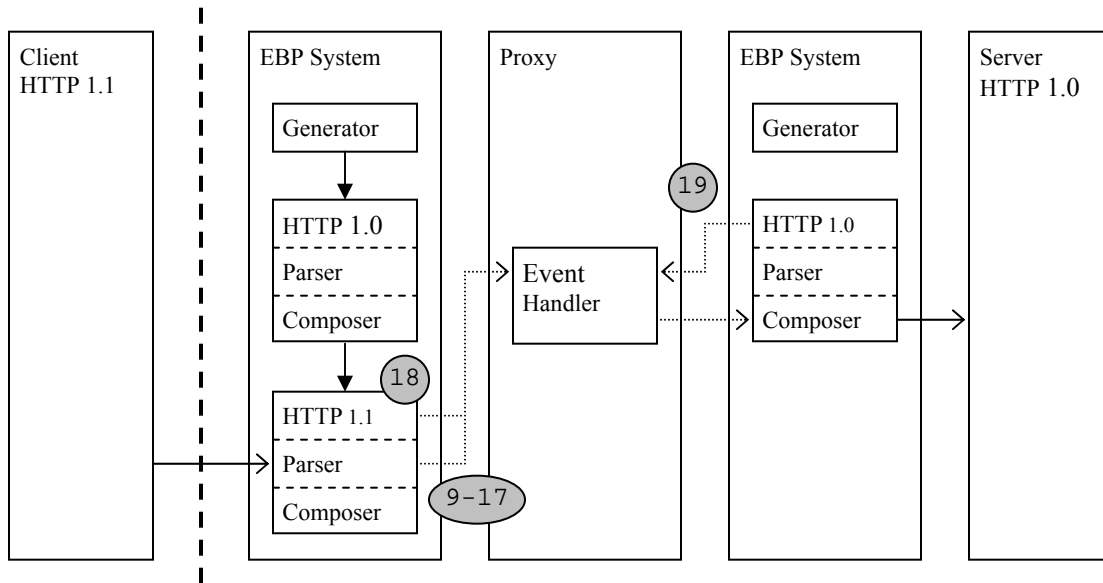 Client
HTTP 1.1
EBP System
Generator
HTTP 1.0
Parser
Composer
18
HTTP 1.1
Parser
9-17
Composer
Proxy
Event
Handler
19
EBP System
Generator
HTTP 1.0
Parser
Composer
Server
HTTP 1.0